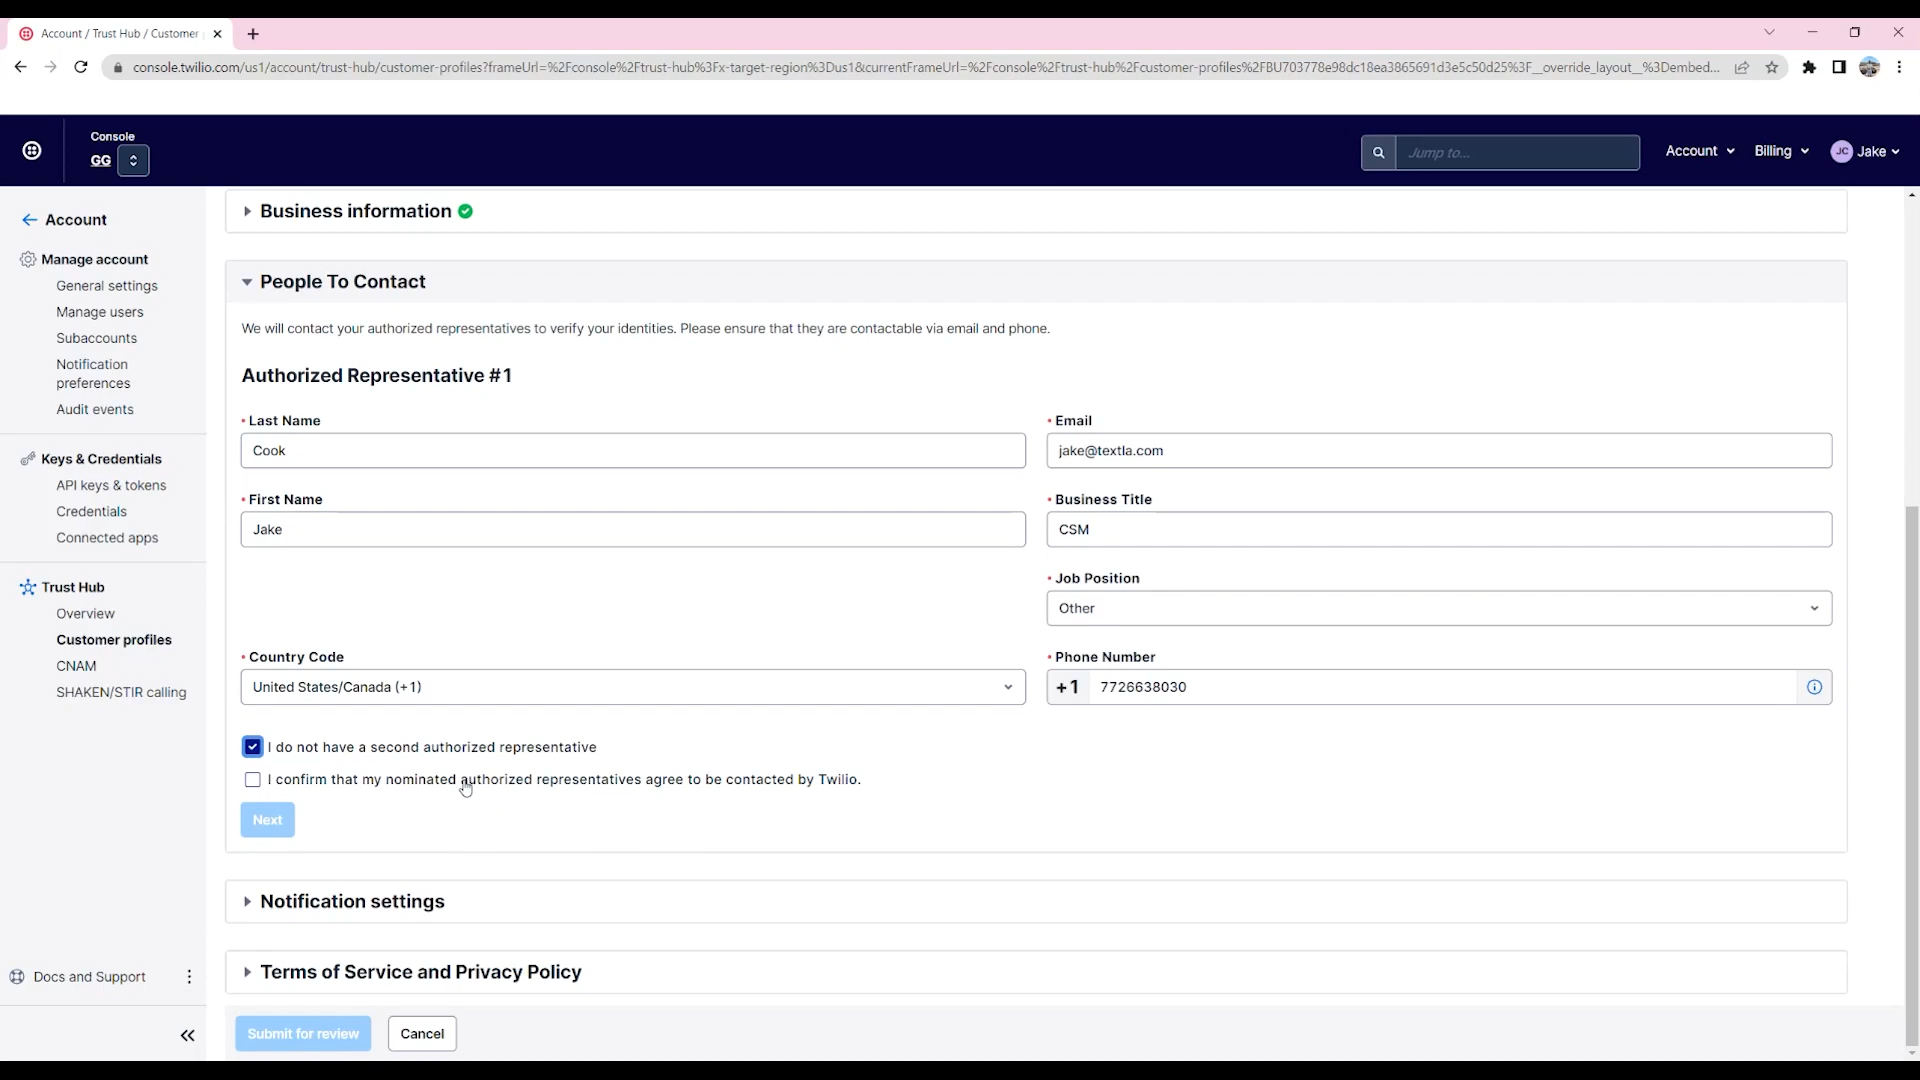 Account / Trust Hub / Customer
console.twilio.com/us1/account/trust-hub/customer-profiles?frameUrl=%2Fconsole%2Ftrust-hub%3Fx-target-region%3Dus1&currentFrameUrl=%2Fconsole%2Ftrust-hub%2Fcustomer-profiles%2FBU703778e98dc18ea3865691d3e5c50d25%3F__override_layout__%3Dembed...
Console
GG
Jump to...
Account
Billing
JC Jake
Account
Manage account
General settings
Manage users
Subaccounts
Notification
preferences
Audit events
Keys & Credentials
API keys & tokens
Credentials
Connected apps
Trust Hub
Overview
Customer profiles
CNAM
SHAKEN/STIR calling
Docs and Support
Business information
People To Contact
We will contact your authorized representatives to verify your identities. Please ensure that they are contactable via email and phone.
Authorized Representative #1
Last Name
Cook
Email
jake@textla.com
First Name
Jake
Business Title
CSM
Job Position
Other
Country Code
United States/Canada (+1)
Phone Number
+1 7726638030
I do not have a second authorized representative
I confirm that my nominated authorized representatives agree to be contacted by Twilio.
Next
Notification settings
Terms of Service and Privacy Policy
Submit for review
Cancel